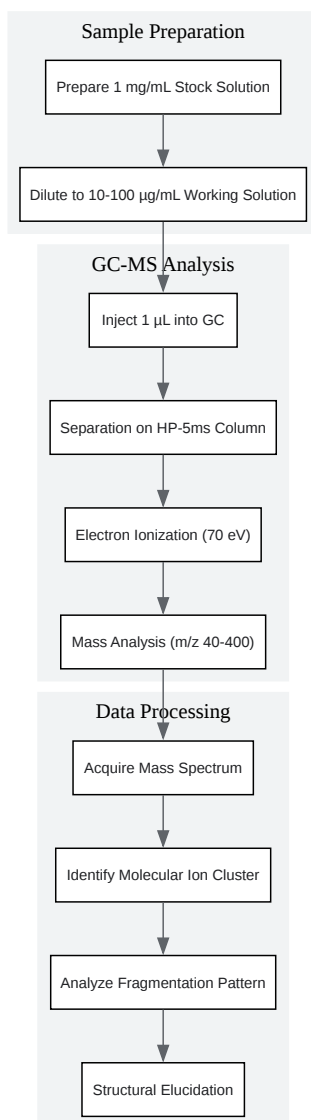 Sample Preparation
Prepare 1 mg/mL Stock Solution
Dilute to 10-100 µg/mL Working Solution
GC-MS Analysis
Inject 1 µL into GC
Separation on HP-5ms Column
Electron Ionization (70 eV)
Mass Analysis (m/z 40-400)
Data Processing
Acquire Mass Spectrum
Identify Molecular Ion Cluster
Analyze Fragmentation Pattern
Structural Elucidation